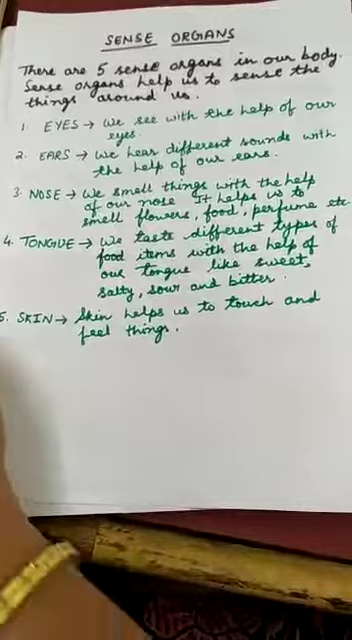 SENSE ORGANS
There are 5 sense organs in our body.
Sense organs help us to sense the
things around us.
1. EYES → We see with the help of our
eyes.
2. EARS → We hear different sounds with
the help of our ears.
3. NOSE → We smell things with the help
of our nose It helps us to
smell flowers, food, perfume etc.
4. TONGUE → We taste different types of
food items with the help of
our tongue like sweet,
salty, sour and bitter.
5. SKIN → Skin helps us to touch and
feel things.